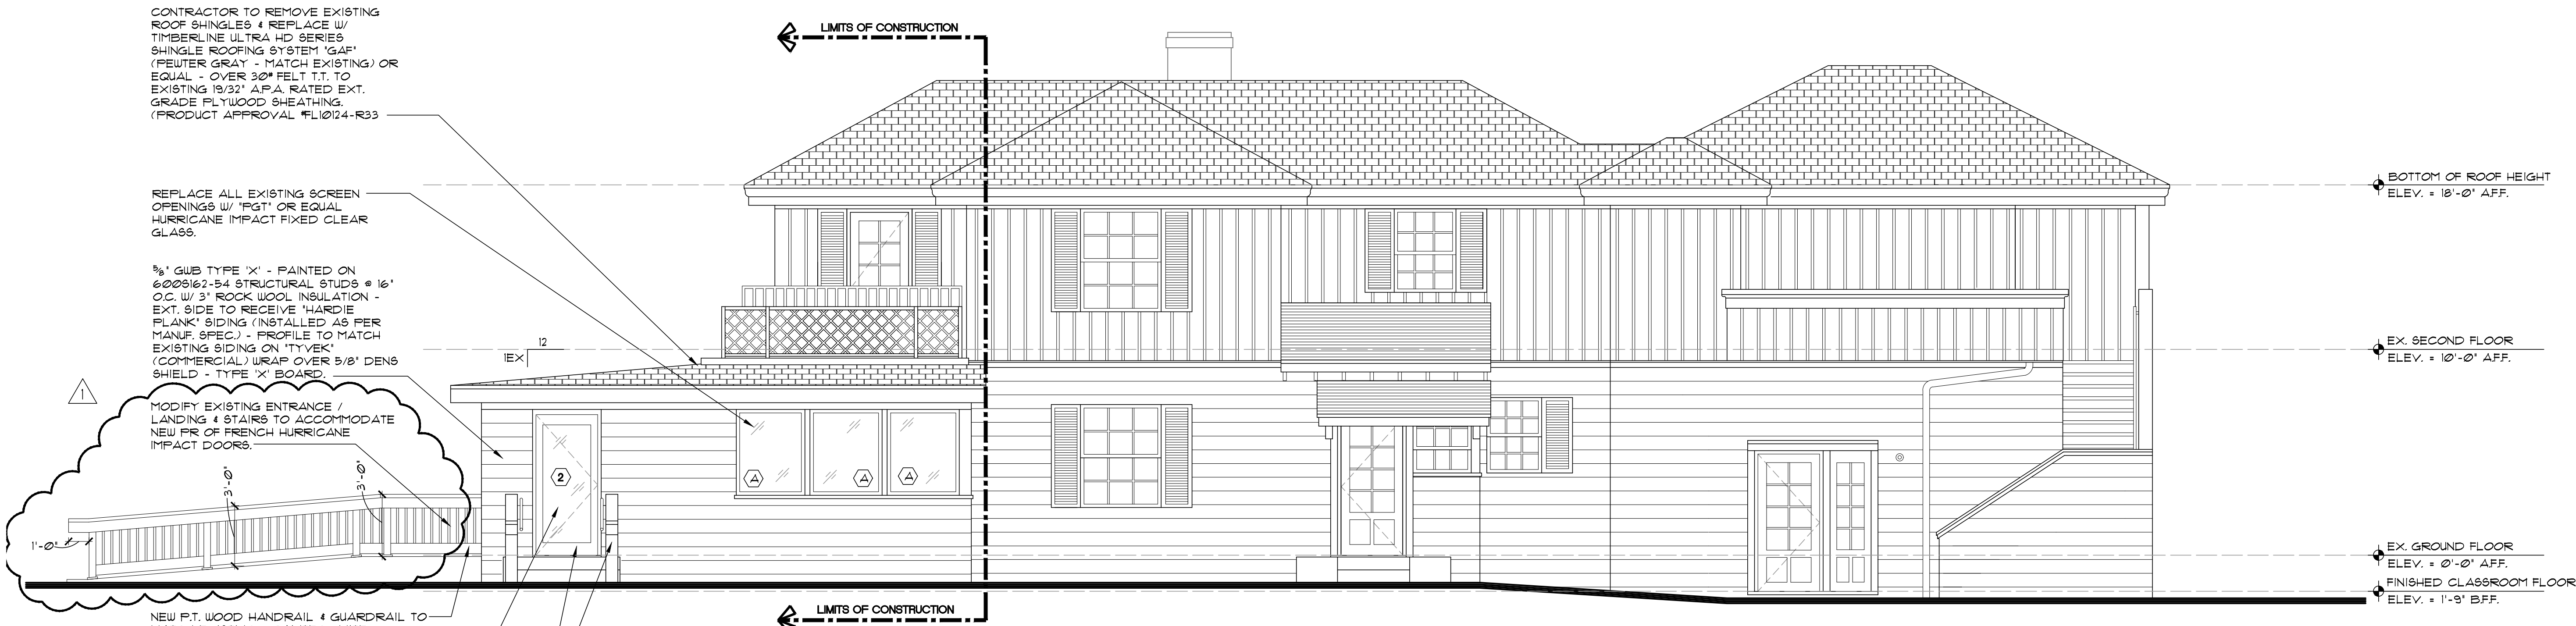 CONTRACTOR TO REMOVE EXISTING
ROOF SHINGLES & REPLACE W/
TIMBERLINE ULTRA HD SERIES
SHINGLE ROOFING SYSTEM "GAF"
(PEWTER GRAY - MATCH EXISTING) OR
EQUAL - OVER 30# FELT T.T. TO
EXISTING 19/32" A.P.A. RATED EXT.
GRADE PLYWOOD SHEATHING.
(PRODUCT APPROVAL #FL10124-R33
REPLACE ALL EXISTING SCREEN
OPENINGS W/ "PGT" OR EQUAL
HURRICANE IMPACT FIXED CLEAR
GLASS.
5/8" GWB TYPE 'X' - PAINTED ON
600S162-54 STRUCTURAL STUDS @ 16"
O.C. W/ 3" ROCK WOOL INSULATION -
EXT. SIDE TO RECEIVE "HARDIE
PLANK" SIDING (INSTALLED AS PER
MANUF. SPEC.) - PROFILE TO MATCH
EXISTING SIDING ON "TYVEK"
(COMMERCIAL) WRAP OVER 5/8" DENS
SHIELD - TYPE 'X' BOARD.
1
MODIFY EXISTING ENTRANCE /
LANDING & STAIRS TO ACCOMMODATE
NEW PR OF FRENCH HURRICANE
IMPACT DOORS.
3'-0"
3'-0"
1'-0"
NEW P.T. WOOD HANDRAIL & GUARDRAIL TO
LIMITS OF CONSTRUCTION
12
1EX
2
A
A
A
LIMITS OF CONSTRUCTION
BOTTOM OF ROOF HEIGHT
ELEV. = 18'-0" A.F.F.
EX. SECOND FLOOR
ELEV. = 10'-0" A.F.F.
EX. GROUND FLOOR
ELEV. = 0'-0" A.F.F.
FINISHED CLASSROOM FLOOR
ELEV. = 1'-9" B.F.F.